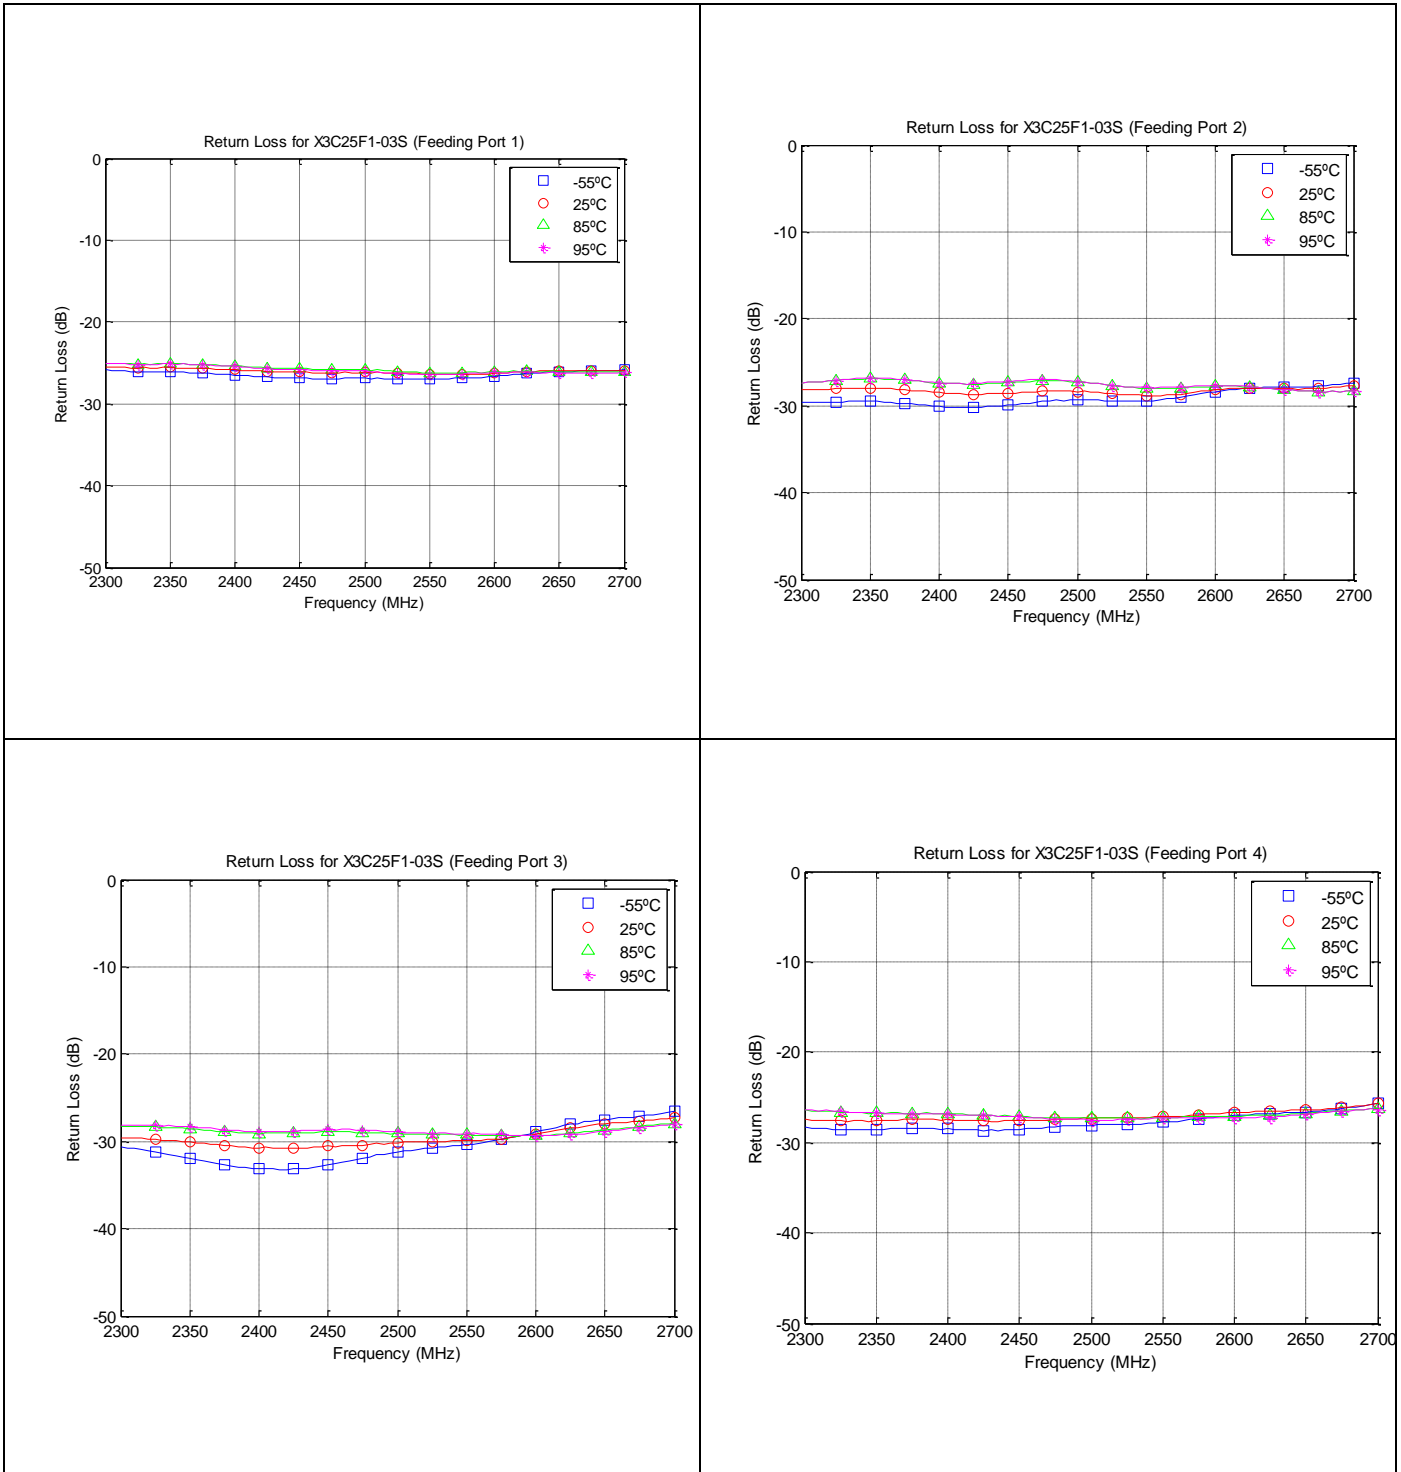 Return Loss for X3C25F1-03S (Feeding Port 1)
0
-10
-20
-30
-40
-50
2300 2350 2400 2450 2500 2550 2600 2650 2700
Frequency (MHz)
Return Loss (dB)
-55ºC
25ºC
85ºC
95ºC
Return Loss for X3C25F1-03S (Feeding Port 2)
0
-10
-20
-30
-40
-50
2300 2350 2400 2450 2500 2550 2600 2650 2700
Frequency (MHz)
Return Loss (dB)
-55ºC
25ºC
85ºC
95ºC
Return Loss for X3C25F1-03S (Feeding Port 3)
0
-10
-20
-30
-40
-50
2300 2350 2400 2450 2500 2550 2600 2650 2700
Frequency (MHz)
Return Loss (dB)
-55ºC
25ºC
85ºC
95ºC
Return Loss for X3C25F1-03S (Feeding Port 4)
0
-10
-20
-30
-40
-50
2300 2350 2400 2450 2500 2550 2600 2650 2700
Frequency (MHz)
Return Loss (dB)
-55ºC
25ºC
85ºC
95ºC